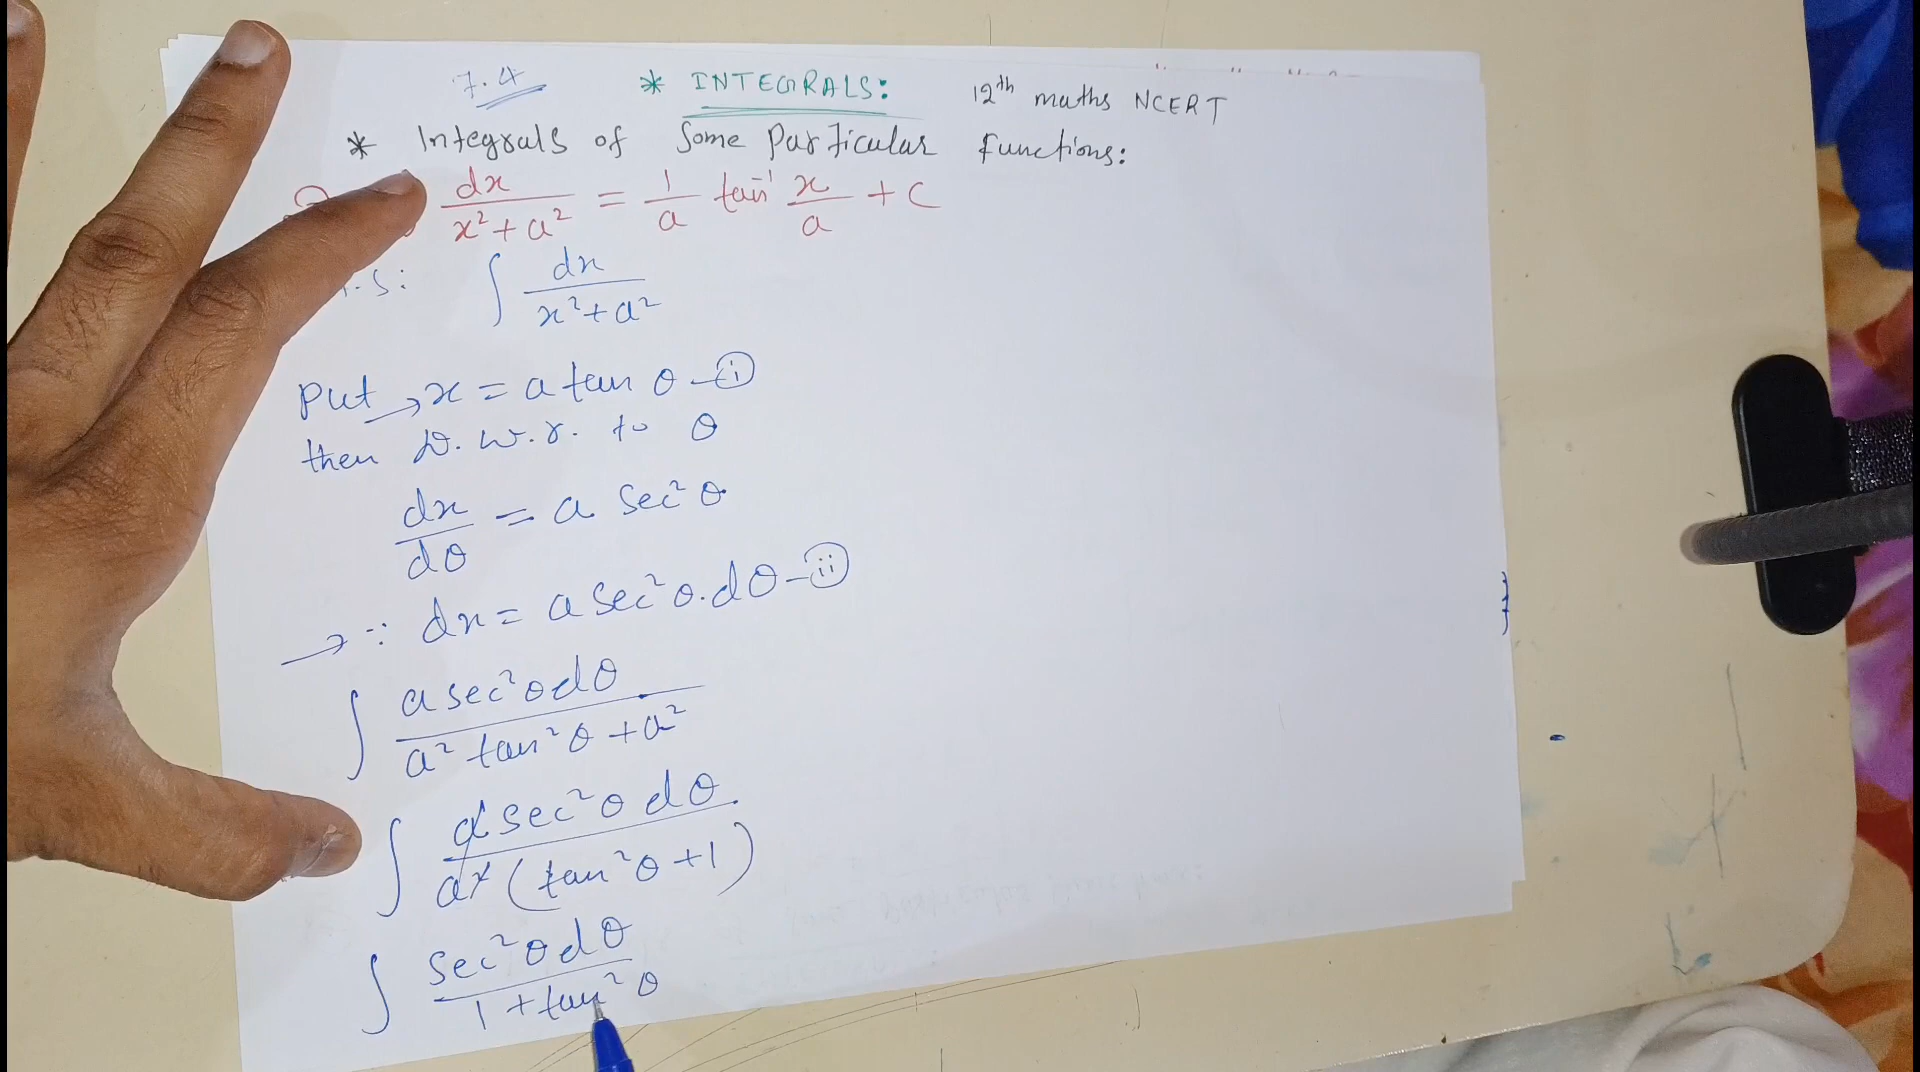 7.4 * INTEGRALS: 12th maths NCERT
* Integrals of Some Particular Functions:
dx/(x²+a²) = 1/a tan⁻¹ x/a + C
.S: ∫ dx/(x²+a²)
Put → x = a tan θ - (i)
then D. w. r. to θ
dx/dθ = a sec²θ
→ ∵ dx = a sec²θ.dθ - (ii)
∫ a sec²θ dθ/(a² tan²θ + a²)
∫ a sec²θ dθ/(a²(tan²θ + 1))
∫ sec²θ dθ/(1 + tan²θ)